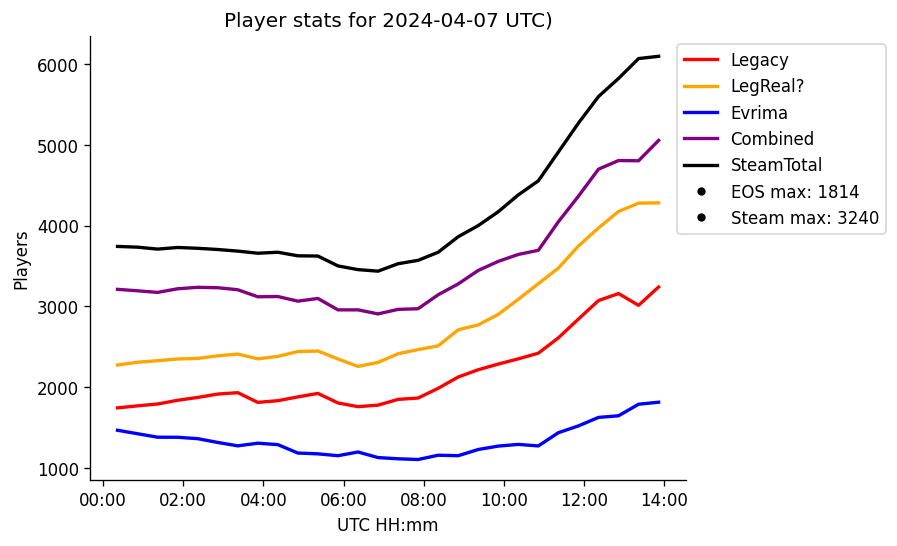 Player stats for 2024-04-07 UTC)
Players
6000
5000
4000
3000
2000
1000
00:00 02:00 04:00 06:00 08:00 10:00 12:00 14:00
UTC HH:mm
Legacy
LegReal?
Evrima
Combined
SteamTotal
EOS max: 1814
Steam max: 3240